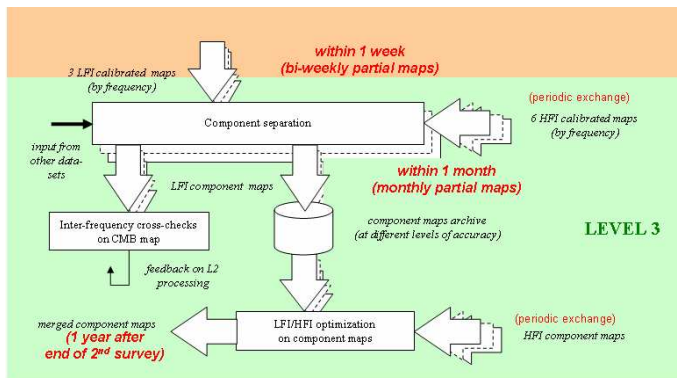 within 1 week
(bi-weekly partial maps)
3 LFI calibrated maps
(by frequency)
(periodic exchange)
Component separation
6 HFI calibrated maps
(by frequency)
input from
other data-
sets
within 1 month
(monthly partial maps)
LFI component maps
Inter-frequency cross-checks
on CMB map
component maps archive
(at different levels of accuracy)
LEVEL 3
feedback on L2
processing
merged component maps
(1 year after
end of 2nd survey)
LFI/HFI optimization
on component maps
(periodic exchange)
HFI component maps